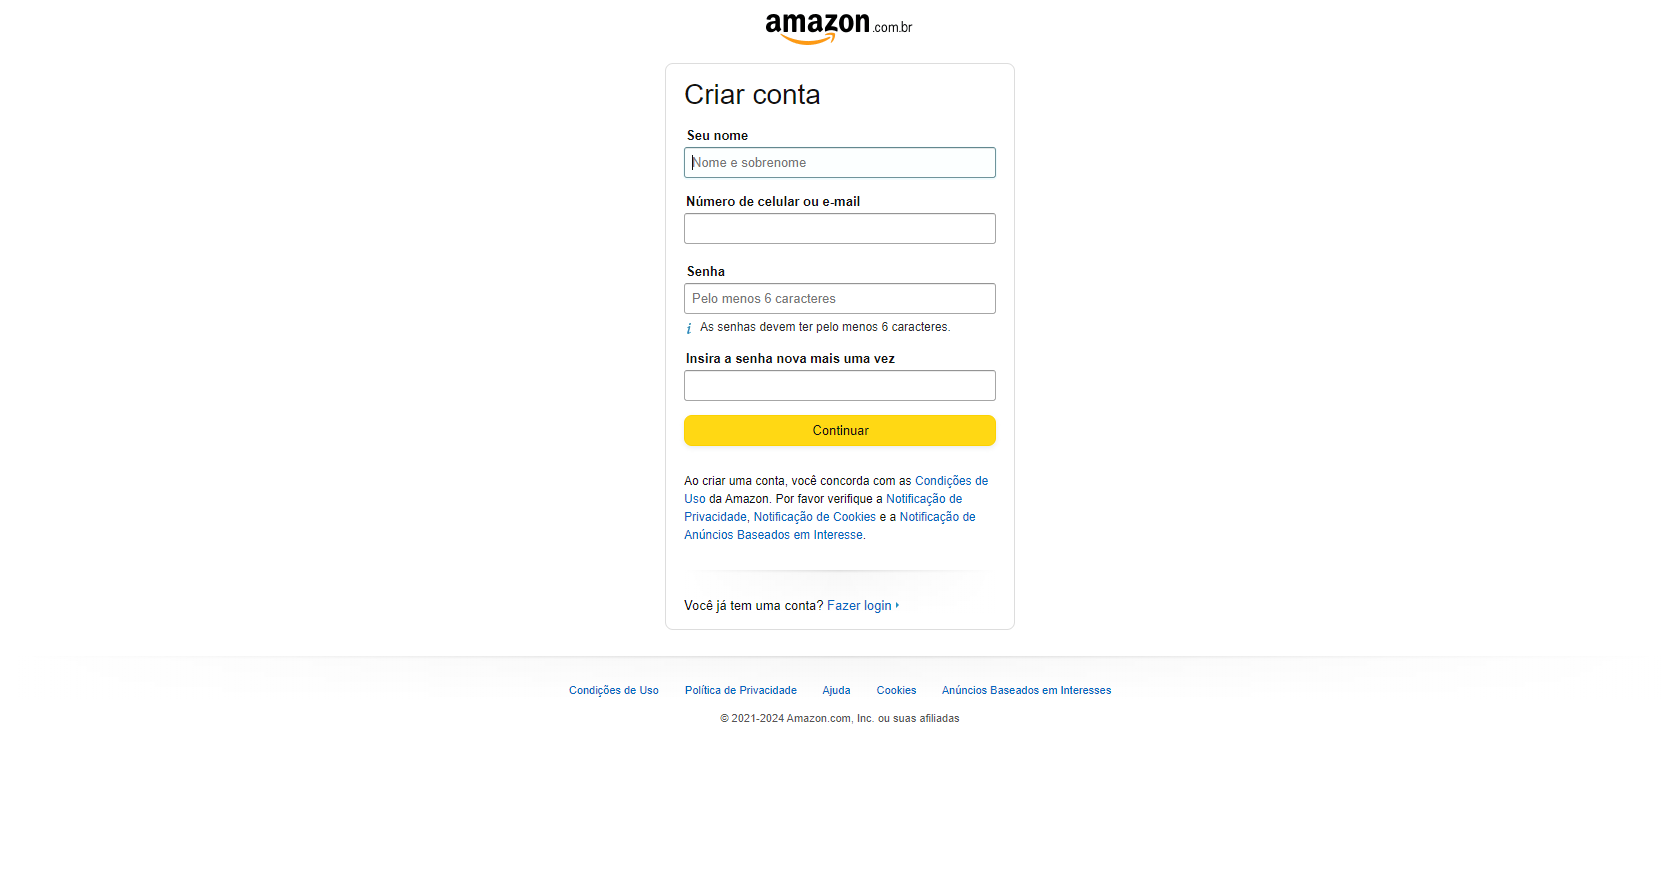 amazon.com.br
Criar conta
Seu nome
Nome e sobrenome
Número de celular ou e-mail
Senha
Pelo menos 6 caracteres
i As senhas devem ter pelo menos 6 caracteres.
Insira a senha nova mais uma vez
Continuar
Ao criar uma conta, você concorda com as Condições de
Uso da Amazon. Por favor verifique a Notificação de
Privacidade, Notificação de Cookies e a Notificação de
Anúncios Baseados em Interesse.
Você já tem uma conta? Fazer login
Condições de Uso Política de Privacidade Ajuda Cookies Anúncios Baseados em Interesses
© 2021-2024 Amazon.com, Inc. ou suas afiliadas